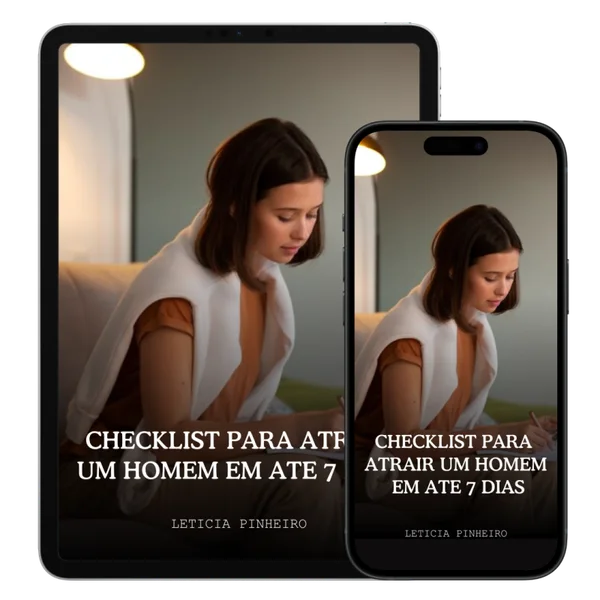 CHECKLIST PARA ATR
UM HOMEM EM ATE 7
LETICIA PINHEIRO
CHECKLIST PARA
ATRAIR UM HOMEM
EM ATE 7 DIAS
LETICIA PINHEIRO